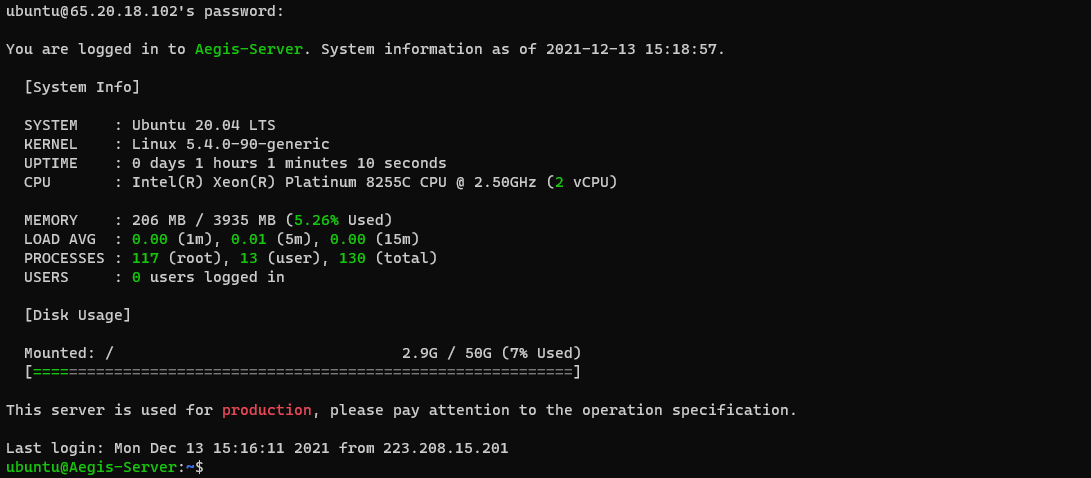 ubuntu@65.20.18.102's password:
You are logged in to Aegis-Server. System information as of 2021-12-13 15:18:57.
[System Info]
SYSTEM    : Ubuntu 20.04 LTS
KERNEL    : Linux 5.4.0-90-generic
UPTIME    : 0 days 1 hours 1 minutes 10 seconds
CPU       : Intel(R) Xeon(R) Platinum 8255C CPU @ 2.50GHz (2 vCPU)
MEMORY    : 206 MB / 3935 MB (5.26% Used)
LOAD AVG  : 0.00 (1m), 0.01 (5m), 0.00 (15m)
PROCESSES : 117 (root), 13 (user), 130 (total)
USERS     : 0 users logged in
[Disk Usage]
Mounted: /                                2.9G / 50G (7% Used)
[============================================================]
This server is used for production, please pay attention to the operation specification.
Last login: Mon Dec 13 15:16:11 2021 from 223.208.15.201
ubuntu@Aegis-Server:~$